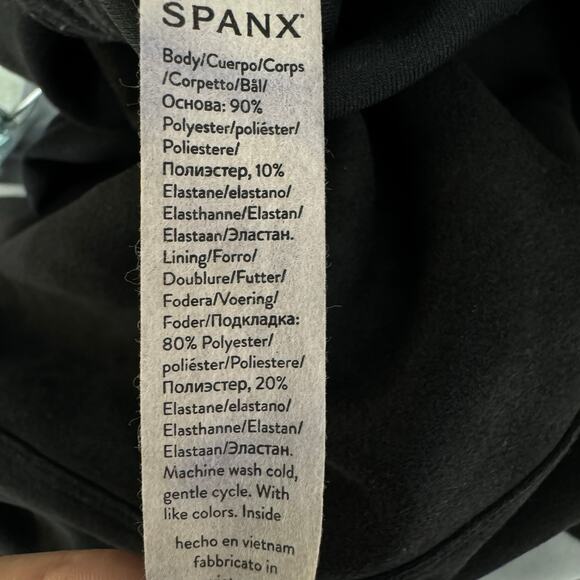 SPANX
Body/Cuerpo/Corps
/Corpetto/Bål/
Основа: 90%
Polyester/poliéster/
Poliestere/
Полиэстер, 10%
Elastane/elastano/
Elasthanne/Elastan/
Elastaan/Эластан.
Lining/Forro/
Doublure/Futter/
Fodera/Voering/
Foder/Подкладка:
80% Polyester/
poliéster/Poliestere/
Полиэстер, 20%
Elastane/elastano/
Elasthanne/Elastan/
Elastaan/Эластан.
Machine wash cold,
gentle cycle. With
like colors. Inside
hecho en vietnam
fabbricato in